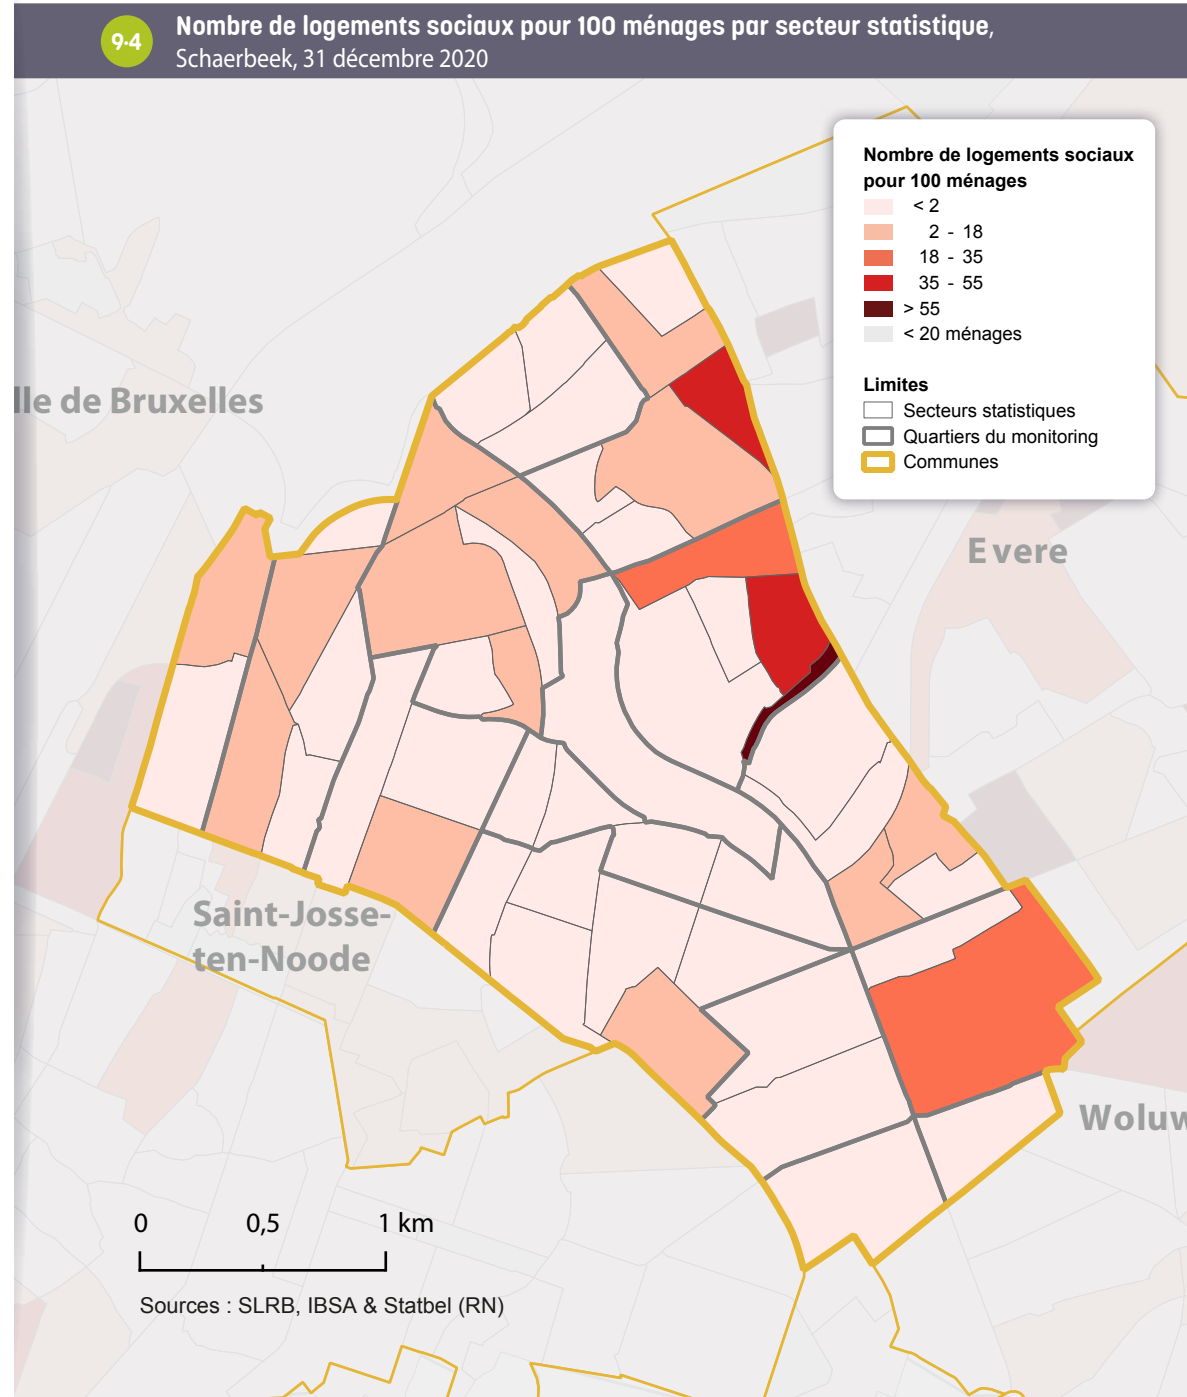 9.4
Nombre de logements sociaux pour 100 ménages par secteur statistique,
Schaerbeek, 31 décembre 2020
Nombre de logements sociaux
pour 100 ménages
< 2
2 - 18
18 - 35
35 - 55
> 55
< 20 ménages
Limites
Secteurs statistiques
Quartiers du monitoring
Communes
lle de Bruxelles
Evere
Saint-Josse-
ten-Noode
Woluw
0 0,5 1 km
Sources : SLRB, IBSA & Statbel (RN)